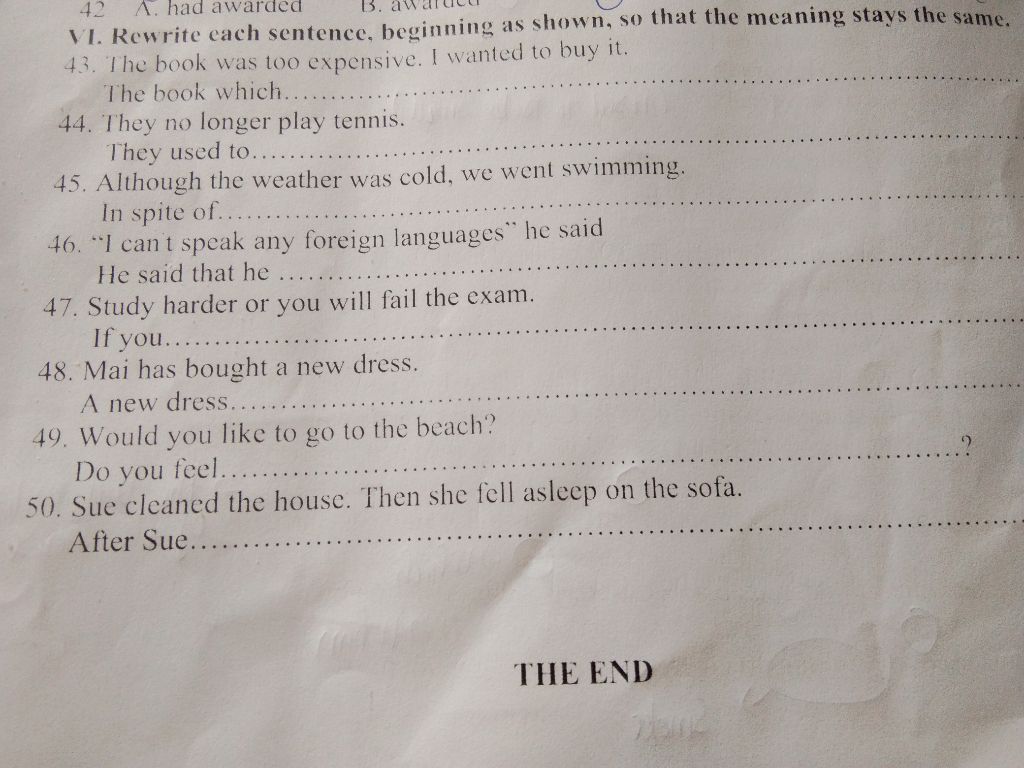 42 A. had awarded B. awarded
VI. Rewrite each sentence, beginning as shown, so that the meaning stays the same.
43. The book was too expensive. I wanted to buy it.
The book which....................
44. They no longer play tennis.
They used to....................
45. Although the weather was cold, we went swimming.
In spite of....................
46. “I can't speak any foreign languages” he said
He said that he ....................
47. Study harder or you will fail the exam.
If you....................
48. Mai has bought a new dress.
A new dress....................
49. Would you like to go to the beach?
Do you feel....................?
50. Sue cleaned the house. Then she fell asleep on the sofa.
After Sue....................
THE END